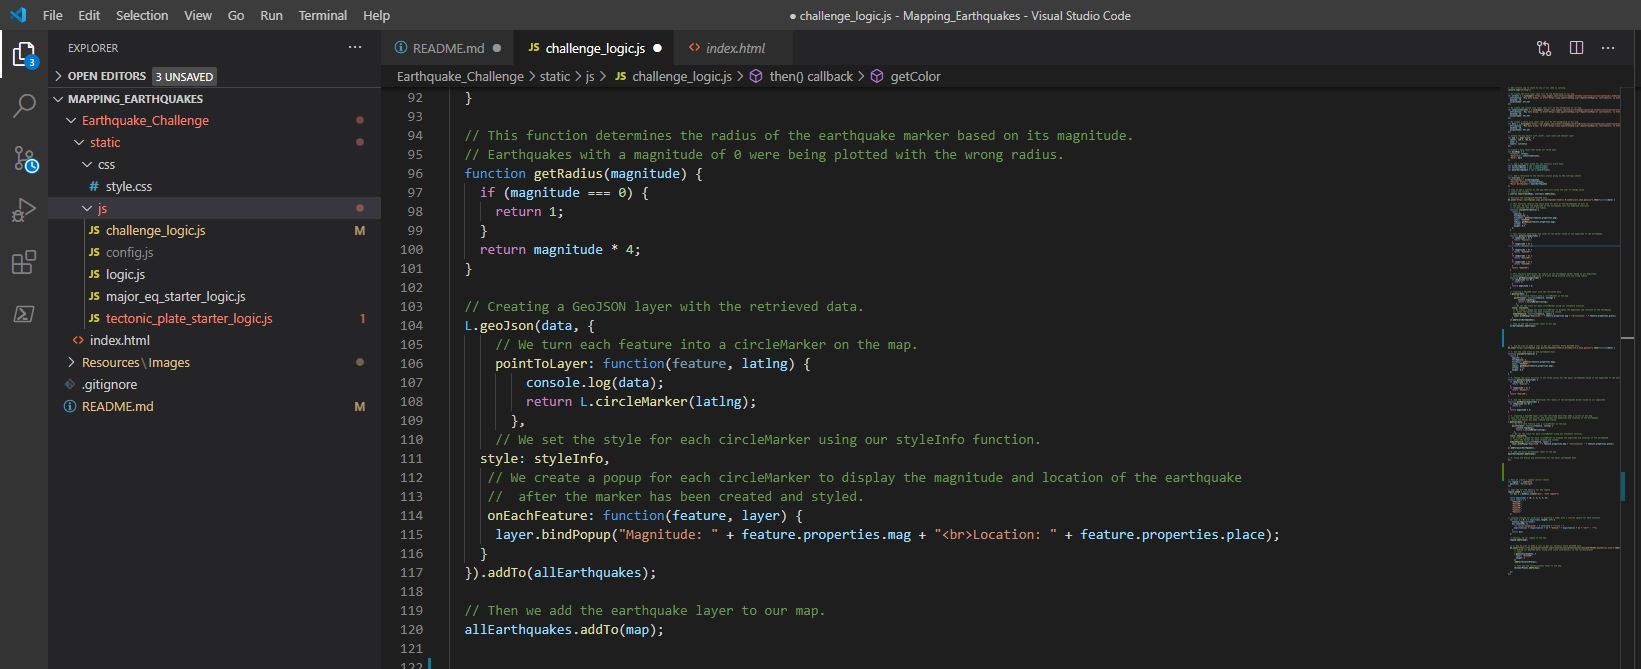 File Edit Selection View Go Run Terminal Help
● challenge_logic.js - Mapping_Earthquakes - Visual Studio Code
EXPLORER
OPEN EDITORS 3 UNSAVED
MAPPING_EARTHQUAKES
Earthquake_Challenge
static
css
# style.css
js
JS challenge_logic.js M
JS config.js
JS logic.js
JS major_eq_starter_logic.js
JS tectonic_plate_starter_logic.js 1
<> index.html
Resources \ Images
.gitignore
README.md M
3
README.md ●
JS challenge_logic.js ●
<> index.html
Earthquake_Challenge > static > js > JS challenge_logic.js > then() callback > getColor
92 }
93
94 // This function determines the radius of the earthquake marker based on its magnitude.
95 // Earthquakes with a magnitude of 0 were being plotted with the wrong radius.
96 function getRadius(magnitude) {
97 if (magnitude === 0) {
98 return 1;
99 }
100 return magnitude * 4;
101 }
102
103 // Creating a GeoJSON layer with the retrieved data.
104 L.geoJson(data, {
105 // We turn each feature into a circleMarker on the map.
106 pointToLayer: function(feature, latlng) {
107 console.log(data);
108 return L.circleMarker(latlng);
109 },
110 // We set the style for each circleMarker using our styleInfo function.
111 style: styleInfo,
112 // We create a popup for each circleMarker to display the magnitude and location of the earthquake
113 //  after the marker has been created and styled.
114 onEachFeature: function(feature, layer) {
115 layer.bindPopup("Magnitude: " + feature.properties.mag + "<br>Location: " + feature.properties.place);
116 }
117 }).addTo(allEarthquakes);
118
119 // Then we add the earthquake layer to our map.
120 allEarthquakes.addTo(map);
121
122